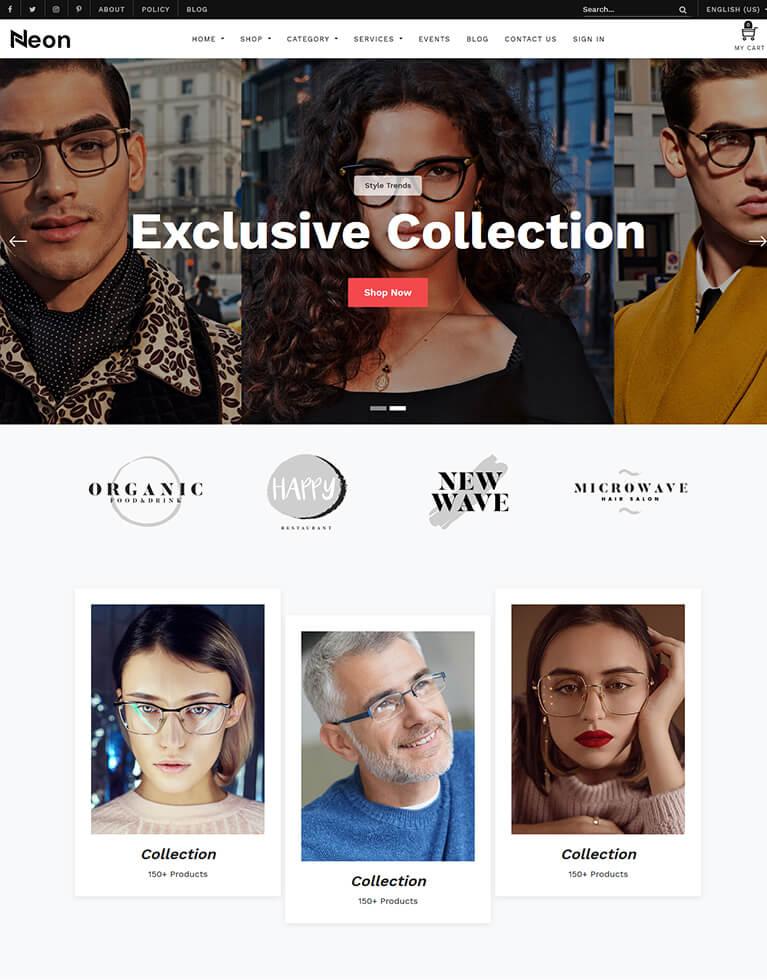 ABOUT POLICY BLOG Search... ENGLISH (US)
Neon HOME SHOP CATEGORY SERVICES EVENTS BLOG CONTACT US SIGN IN 0
MY CART
Style Trends
Exclusive Collection
Shop Now
ORGANIC
FOOD & DRINK
HAPPY
RESTAURANT
NEW
WAVE
MICROWAVE
HAIR SALON
Collection
150+ Products
Collection
150+ Products
Collection
150+ Products